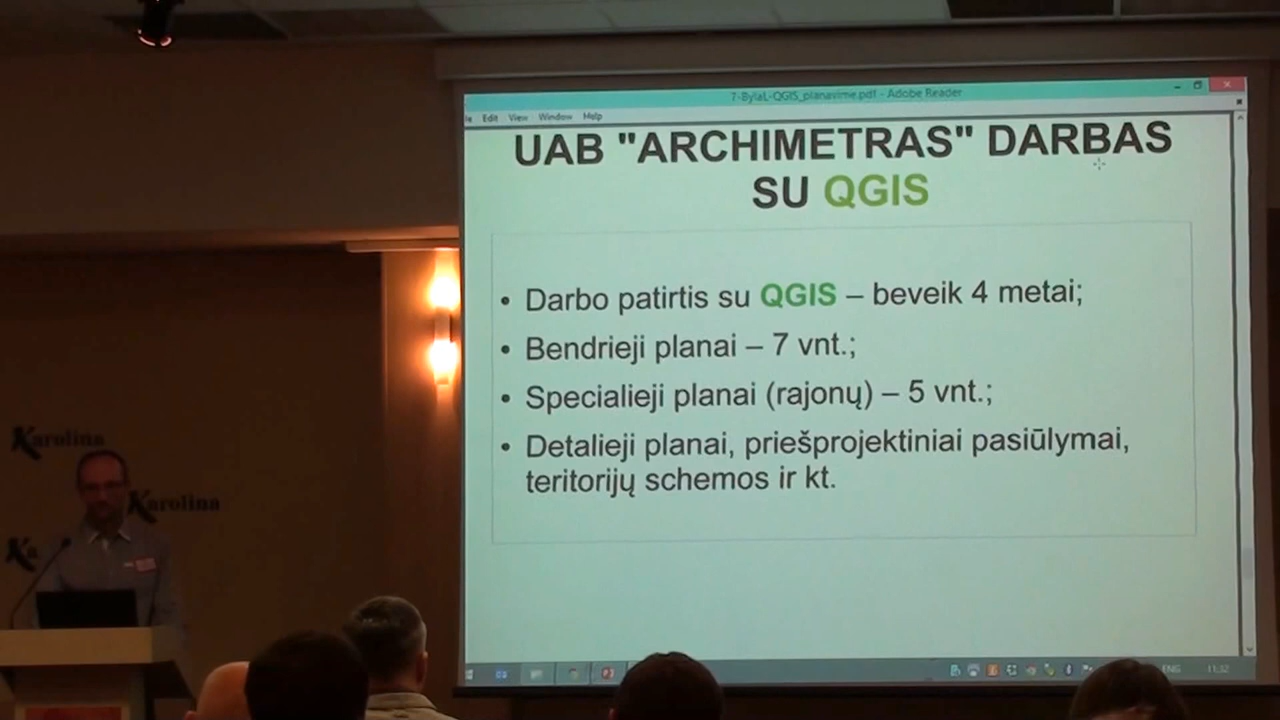 7-BylaL-QGIS_planavime.pdf - Adobe Reader
Edit View Window Help
UAB "ARCHIMETRAS" DARBAS
SU QGIS
• Darbo patirtis su QGIS – beveik 4 metai;
• Bendrieji planai – 7 vnt.;
• Specialieji planai (rajonų) – 5 vnt.;
• Detalieji planai, priešprojektiniai pasiūlymai,
teritorijų schemos ir kt.
ENG 11:32
Karolina
Karolina
Ka